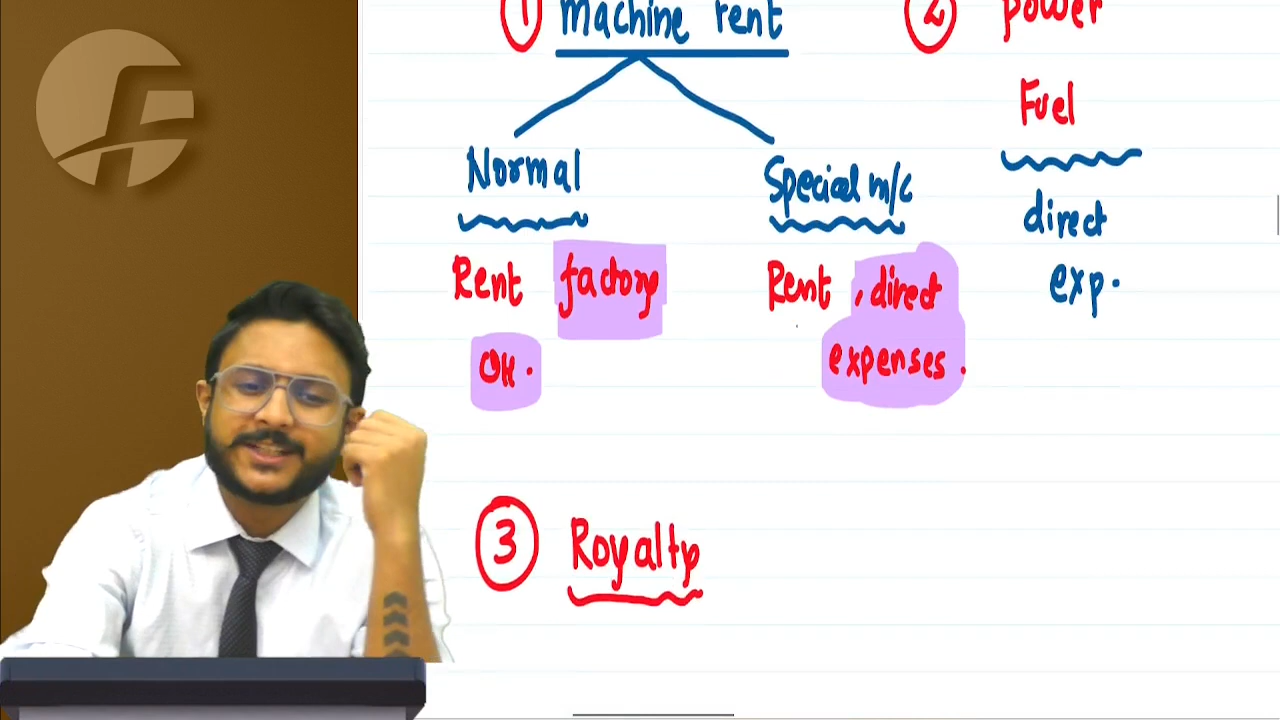 ① machine rent
Normal
Rent factory
OH.
Special m/c
Rent , direct
expenses.
② power
Fuel
direct
exp.
③ Royalty